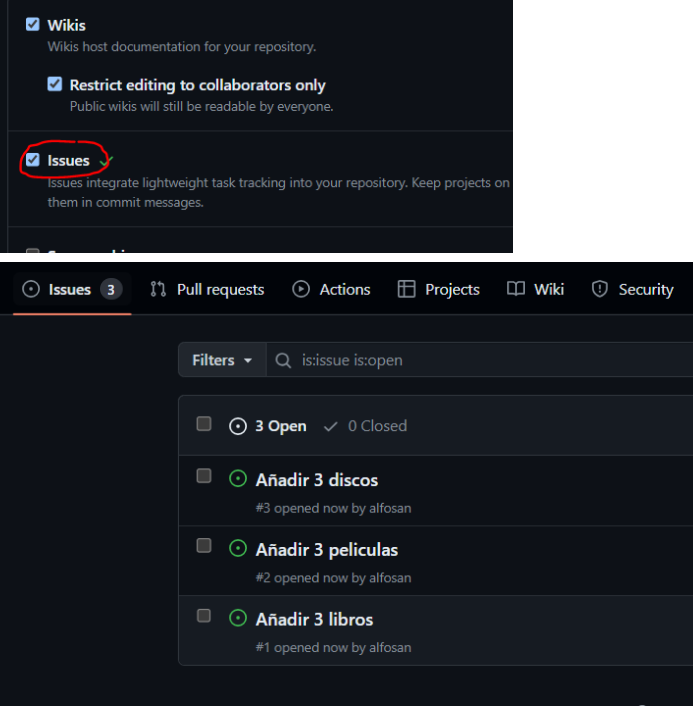 Wikis
Wikis host documentation for your repository.
Restrict editing to collaborators only
Public wikis will still be readable by everyone.
Issues
Issues integrate lightweight task tracking into your repository. Keep projects on
them in commit messages.
Issues 3 Pull requests Actions Projects Wiki Security
Filters is:issue is:open
3 Open 0 Closed
Añadir 3 discos
#3 opened now by alfosan
Añadir 3 peliculas
#2 opened now by alfosan
Añadir 3 libros
#1 opened now by alfosan